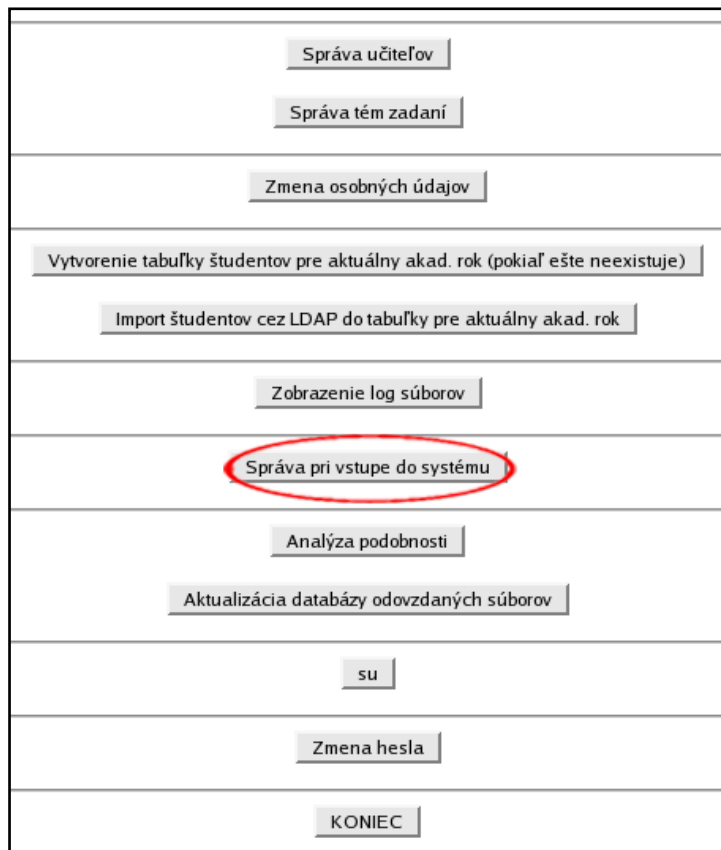 Správa učiteľov
Správa tém zadaní
Zmena osobných údajov
Vytvorenie tabuľky študentov pre aktuálny akad. rok (pokiaľ ešte neexistuje)
Import študentov cez LDAP do tabuľky pre aktuálny akad. rok
Zobrazenie log súborov
Správa pri vstupe do systému
Analýza podobnosti
Aktualizácia databázy odovzdaných súborov
su
Zmena hesla
KONIEC